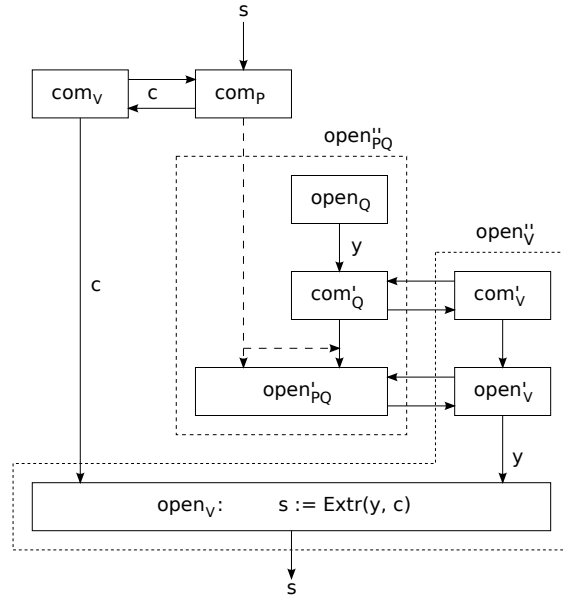 s
com_V
c
com_P
open''_PQ
open_Q
y
open''_V
com'_Q
com'_V
c
open'_PQ
open'_V
y
open_V: s := Extr(y, c)
s